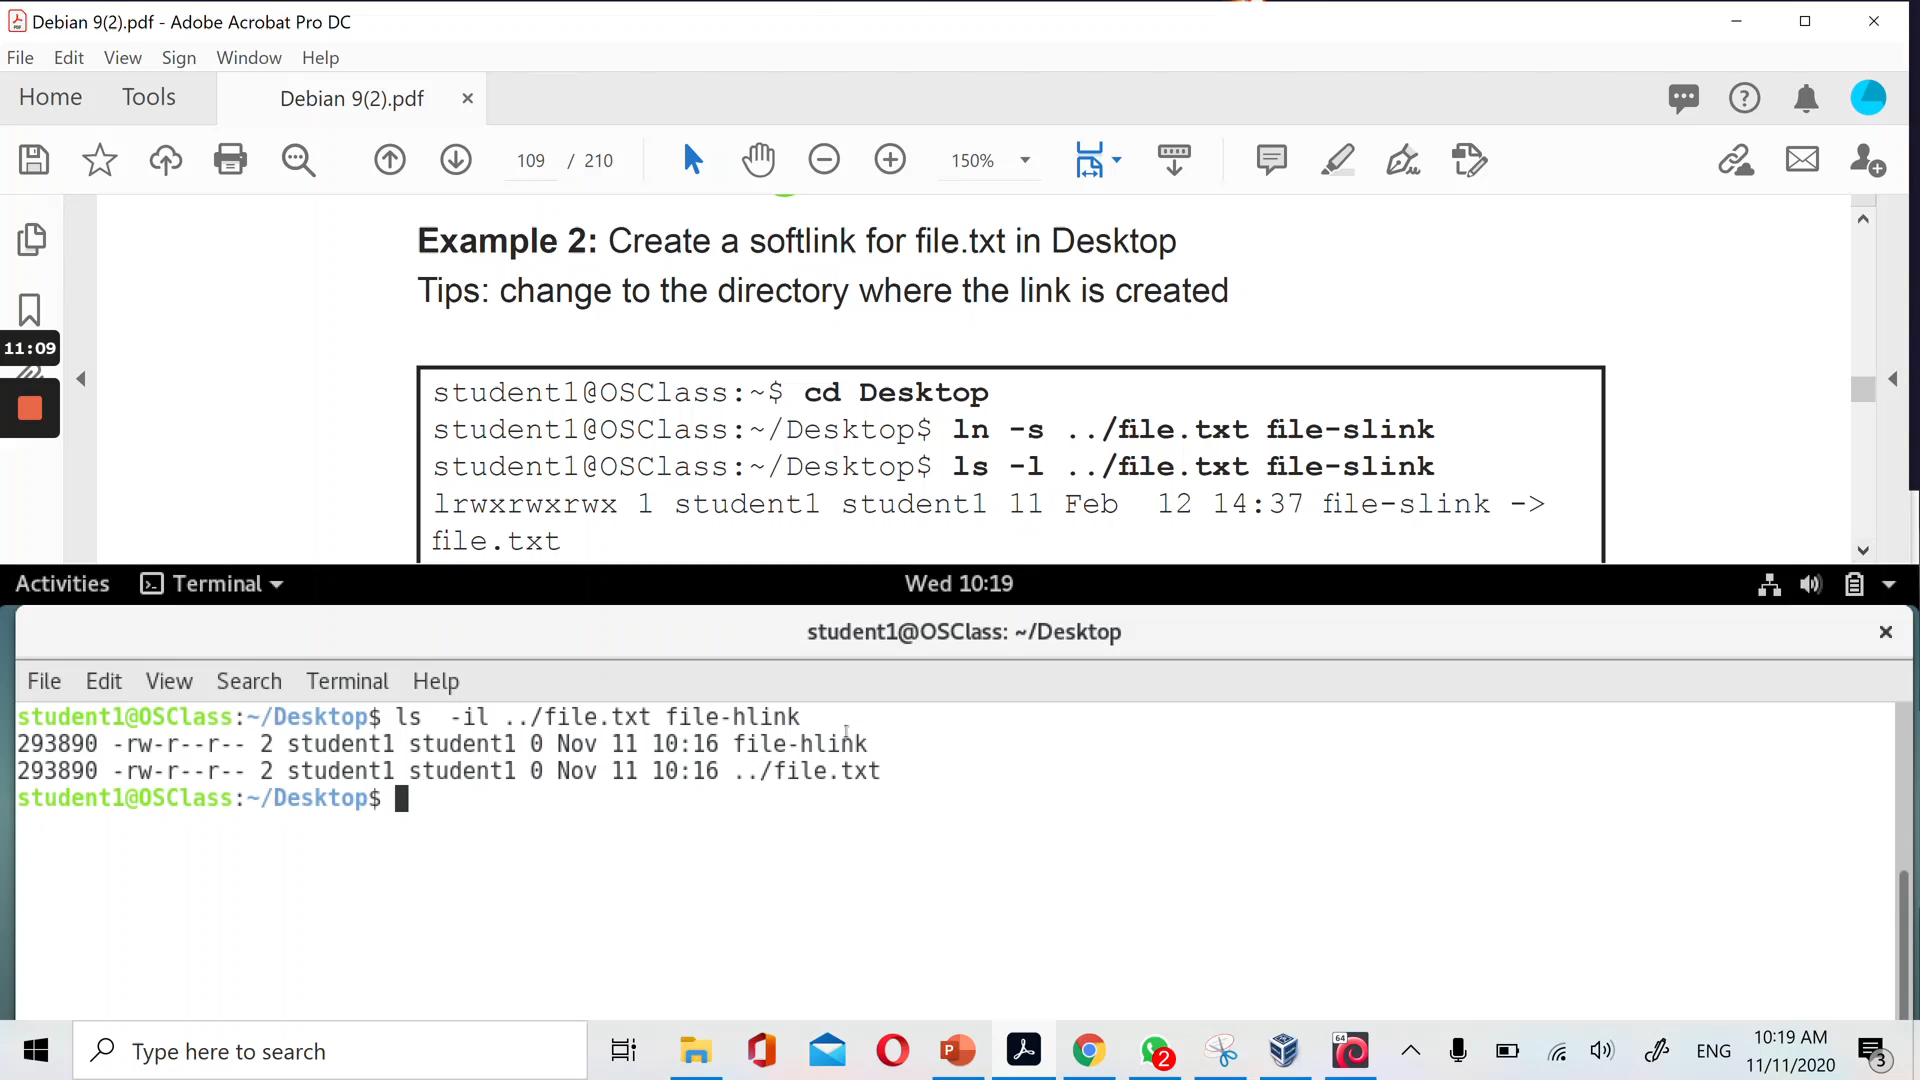 Debian 9(2).pdf - Adobe Acrobat Pro DC
File Edit View Sign Window Help
Home Tools Debian 9(2).pdf
109 / 210 150%
Example 2: Create a softlink for file.txt in Desktop
Tips: change to the directory where the link is created
11:09
student1@OSClass:~$ cd Desktop
student1@OSClass:~/Desktop$ ln -s ../file.txt file-slink
student1@OSClass:~/Desktop$ ls -l ../file.txt file-slink
lrwxrwxrwx 1 student1 student1 11 Feb  12 14:37 file-slink ->
file.txt
Activities Terminal Wed 10:19
student1@OSClass: ~/Desktop
File Edit View Search Terminal Help
student1@OSClass:~/Desktop$ ls  -il ../file.txt file-hlink
293890 -rw-r--r-- 2 student1 student1 0 Nov 11 10:16 file-hlink
293890 -rw-r--r-- 2 student1 student1 0 Nov 11 10:16 ../file.txt
student1@OSClass:~/Desktop$
Type here to search 2 64 ENG 10:19 AM
11/11/2020 3